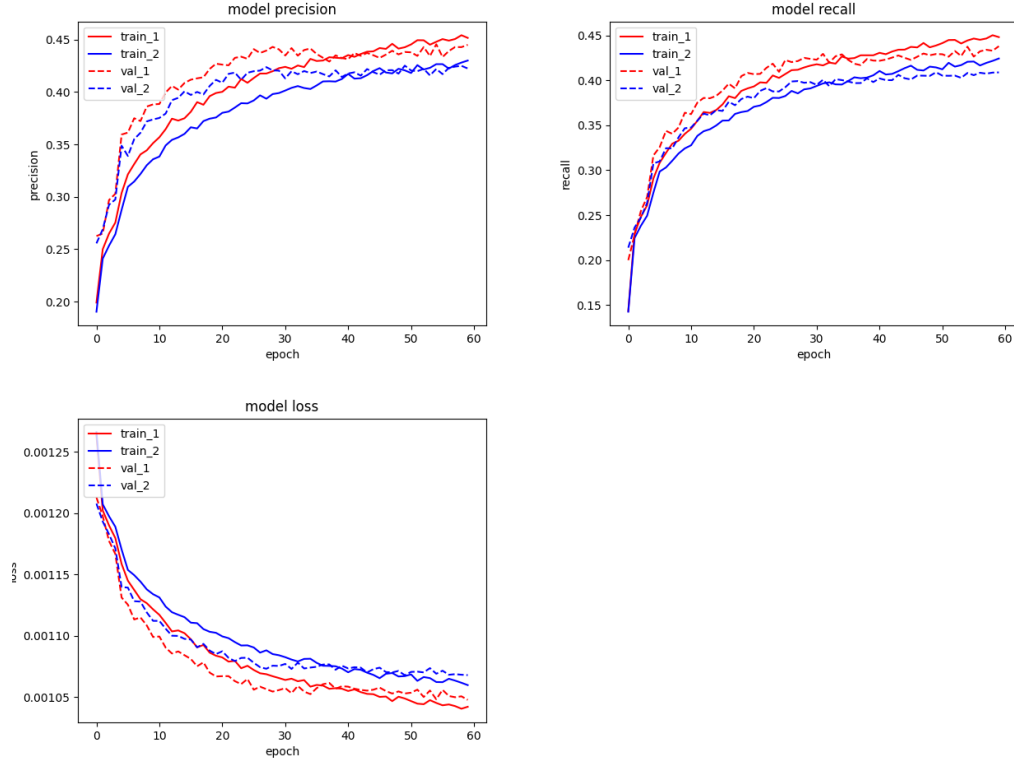 model precision
precision
0.45
0.40
0.35
0.30
0.25
0.20
train_1
train_2
val_1
val_2
0 10 20 30 40 50 60
epoch
model recall
recall
0.45
0.40
0.35
0.30
0.25
0.20
0.15
train_1
train_2
val_1
val_2
0 10 20 30 40 50 60
epoch
model loss
loss
0.00125
0.00120
0.00115
0.00110
0.00105
train_1
train_2
val_1
val_2
0 10 20 30 40 50 60
epoch